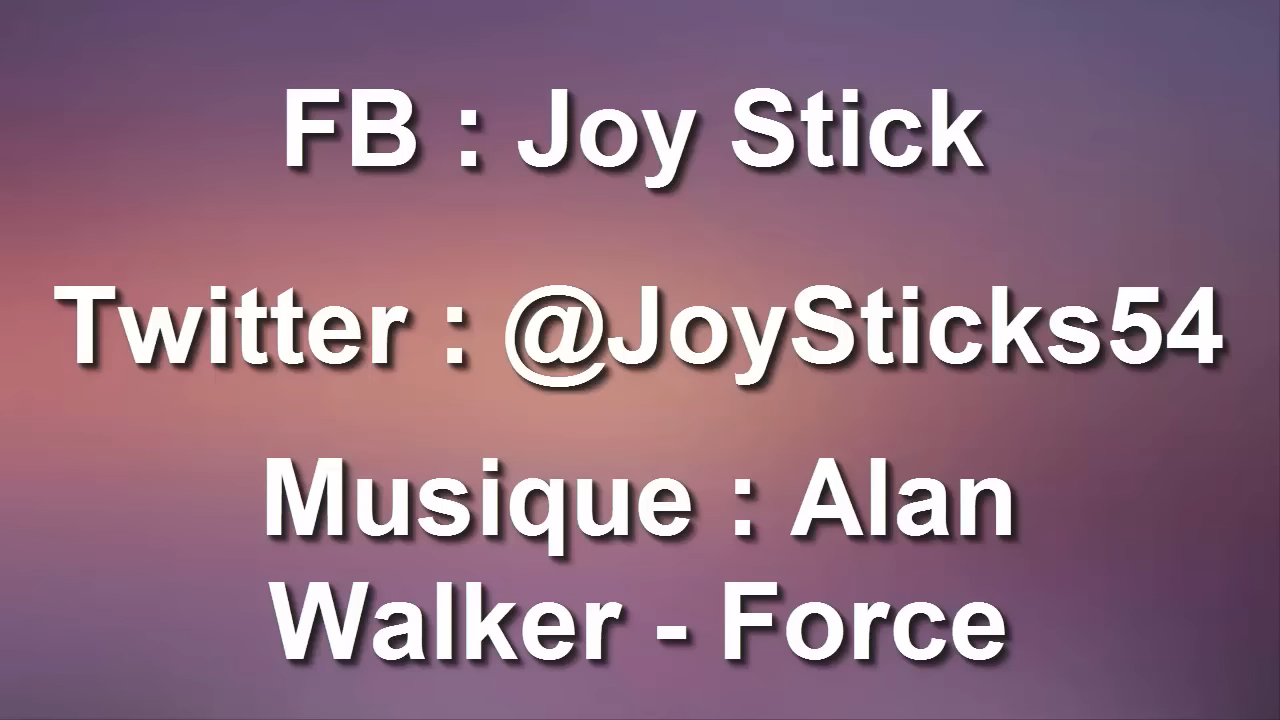 FB : Joy Stick
Twitter : @JoySticks54
Musique : Alan
Walker - Force